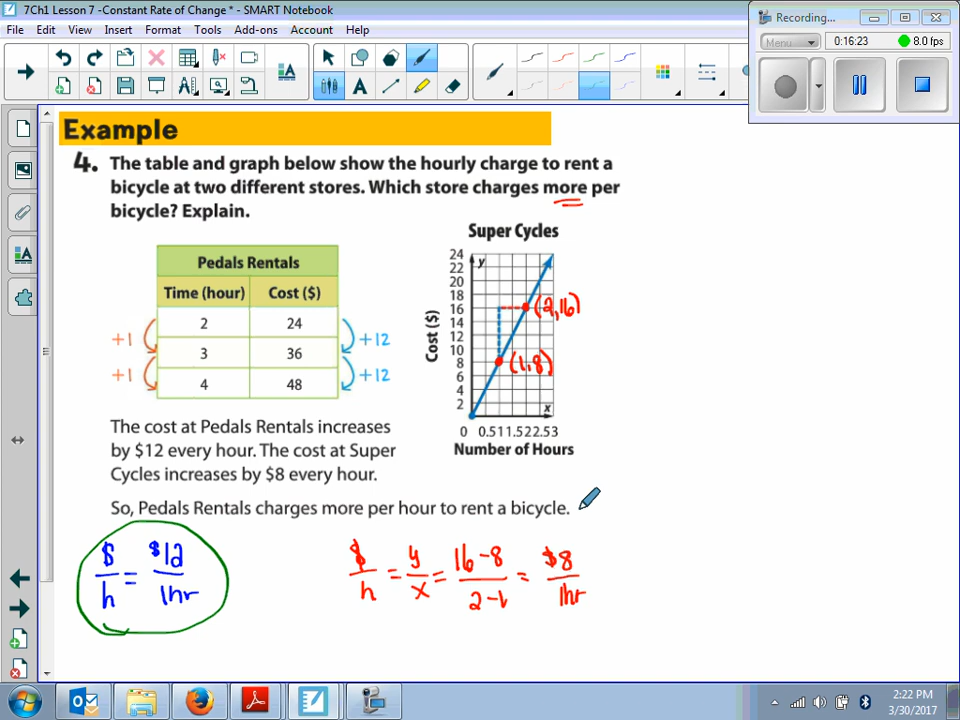 7Ch1 Lesson 7 -Constant Rate of Change * - SMART Notebook
File Edit View Insert Format Tools Add-ons Account Help
Recording...
Menu
0:16:23
8.0 fps
Example
4. The table and graph below show the hourly charge to rent a
bicycle at two different stores. Which store charges more per
bicycle? Explain.
Pedals Rentals
Time (hour) Cost ($)
2 24
3 36
4 48
+1 +12
+1 +12
Super Cycles
24
22
20
18
16
14
12
10
8
6
4
2
y
x
Cost ($)
(2,16)
(1,8)
0 0.511.522.53
Number of Hours
The cost at Pedals Rentals increases
by $12 every hour. The cost at Super
Cycles increases by $8 every hour.
So, Pedals Rentals charges more per hour to rent a bicycle.
$/h = $12/1hr
$/h = y/x = 16-8/2-1 = $8/1hr
2:22 PM
3/30/2017